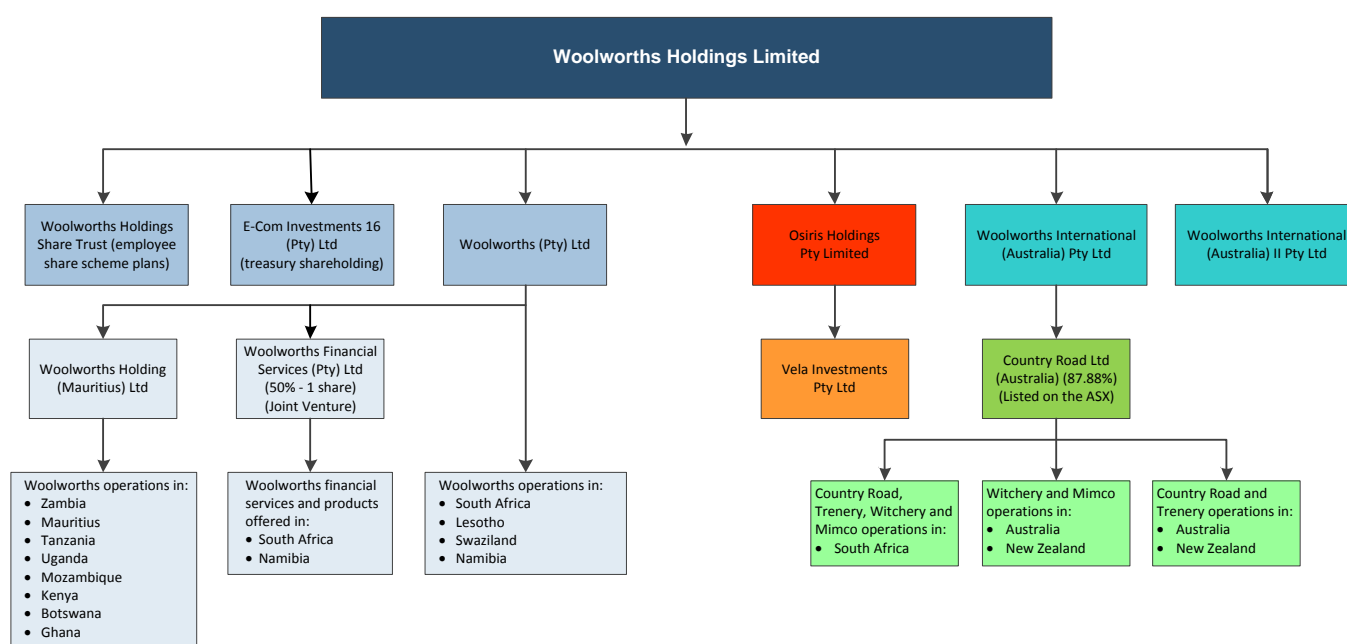 Woolworths Holdings Limited
Woolworths Holdings
Share Trust (employee
share scheme plans)
E-Com Investments 16
(Pty) Ltd
(treasury shareholding)
Woolworths (Pty) Ltd
Osiris Holdings
Pty Limited
Woolworths International
(Australia) Pty Ltd
Woolworths International
(Australia) II Pty Ltd
Woolworths Holding
(Mauritius) Ltd
Woolworths Financial
Services (Pty) Ltd
(50% - 1 share)
(Joint Venture)
Vela Investments
Pty Ltd
Country Road Ltd
(Australia) (87.88%)
(Listed on the ASX)
Woolworths operations in:
• Zambia
• Mauritius
• Tanzania
• Uganda
• Mozambique
• Kenya
• Botswana
• Ghana
Woolworths financial
services and products
offered in:
• South Africa
• Namibia
Woolworths operations in:
• South Africa
• Lesotho
• Swaziland
• Namibia
Country Road,
Trenery, Witchery and
Mimco operations in:
• South Africa
Witchery and Mimco
operations in:
• Australia
• New Zealand
Country Road and
Trenery operations in:
• Australia
• New Zealand